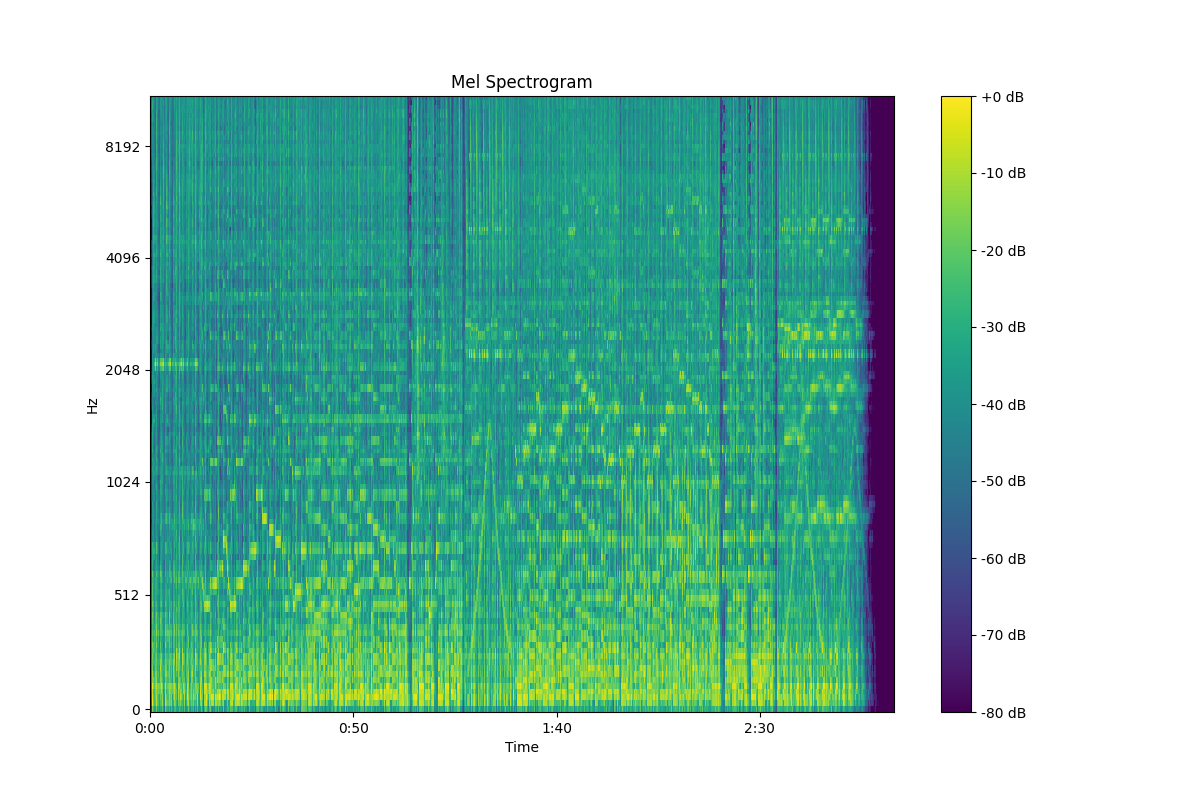 Mel Spectrogram
+0 dB
8192
-10 dB
-20 dB
4096
-30 dB
2048
-40 dB
Hz
1024
-50 dB
-60 dB
512
-70 dB
0
-80 dB
0:00 0:50 1:40 2:30
Time